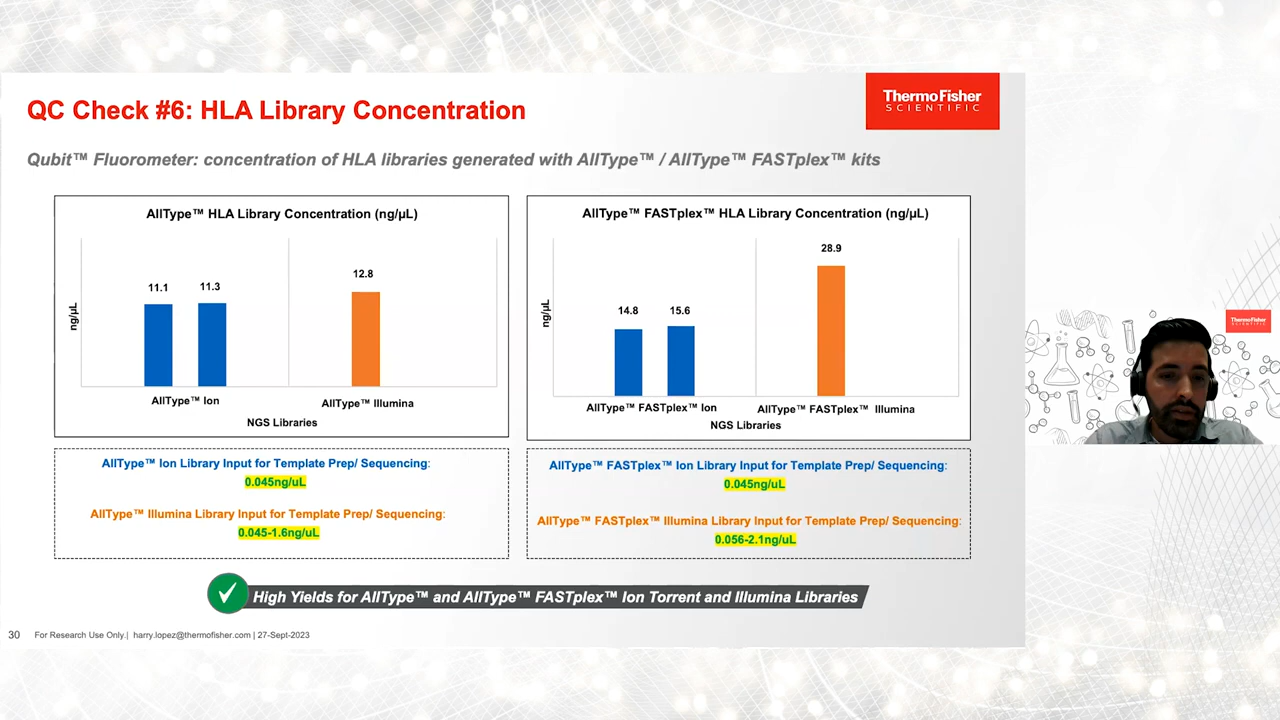 QC Check #6: HLA Library Concentration
ThermoFisher
SCIENTIFIC
Qubit™ Fluorometer: concentration of HLA libraries generated with AllType™ / AllType™ FASTplex™ kits
AllType™ HLA Library Concentration (ng/µL)
ng/µL
11.1
11.3
12.8
AllType™ Ion
AllType™ Illumina
NGS Libraries
AllType™ FASTplex™ HLA Library Concentration (ng/µL)
ng/µL
14.8
15.6
28.9
AllType™ FASTplex™ Ion
AllType™ FASTplex™ Illumina
NGS Libraries
AllType™ Ion Library Input for Template Prep/ Sequencing:
0.045ng/uL
AllType™ Illumina Library Input for Template Prep/ Sequencing:
0.045-1.6ng/uL
AllType™ FASTplex™ Ion Library Input for Template Prep/ Sequencing:
0.045ng/uL
AllType™ FASTplex™ Illumina Library Input for Template Prep/ Sequencing:
0.056-2.1ng/uL
High Yields for AllType™ and AllType™ FASTplex™ Ion Torrent and Illumina Libraries
30 For Research Use Only.| harry.lopez@thermofisher.com | 27-Sept-2023
ThermoFisher
SCIENTIFIC